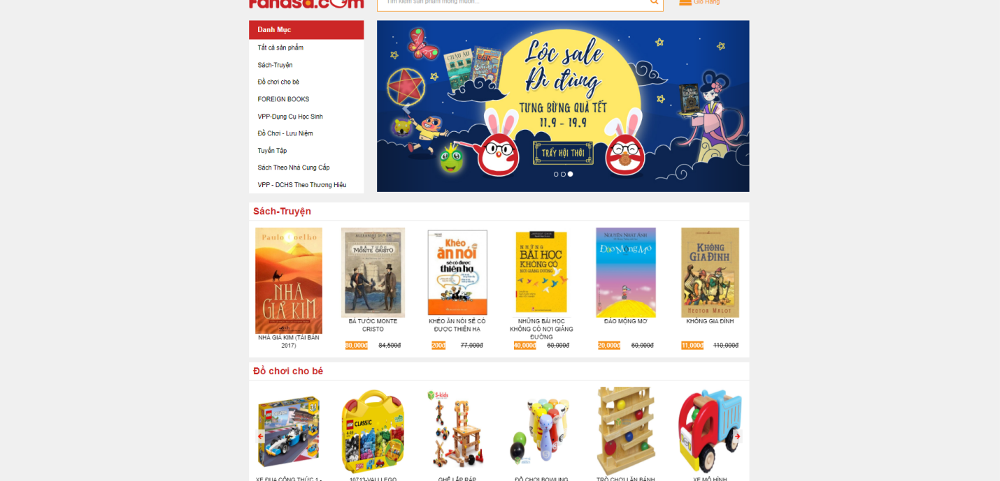 Fahasa.com
Tìm kiếm sản phẩm mong muốn...
Giỏ Hàng
Danh Mục
Tất cả sản phẩm
Sách-Truyện
Đồ chơi cho bé
FOREIGN BOOKS
VPP-Dụng Cụ Học Sinh
Đồ Chơi - Lưu Niệm
Tuyển Tập
Sách Theo Nhà Cung Cấp
VPP - DCHS Theo Thương Hiệu
CHÂU ÂU
Lộc sale
Đi đùng
TƯNG BỪNG QUÀ TẾT
11.9 - 19.9
TRẨY HỘI THÔI
Sách-Truyện
Paulo Coelho
NHÀ
GIẢ KIM
BÁ TƯỚC
MONTE CRISTO
Khéo
ăn nói
sẽ có được
thiên hạ
NHỮNG
BÀI HỌC
KHÔNG CÓ
NƠI GIẢNG ĐƯỜNG
NGUYỄN NHẬT ÁNH
Đảo Mộng Mơ
KHÔNG
GIA ĐÌNH
HECTOR MALOT
NHÀ GIẢ KIM (TÁI BẢN
2017)
BÁ TƯỚC MONTE
CRISTO
80,000đ 84,500đ
KHÉO ĂN NÓI SẼ CÓ
ĐƯỢC THIÊN HẠ
200đ 77,000đ
NHỮNG BÀI HỌC
KHÔNG CÓ NƠI GIẢNG
ĐƯỜNG
40,000đ 60,000đ
ĐẢO MỘNG MƠ
20,000đ 60,000đ
KHÔNG GIA ĐÌNH
11,000đ 110,000đ
Đồ chơi cho bé
LEGO
LEGO CLASSIC
4-99
S-kids
XE ĐUA CÔNG THỨC 1 -
10713-VALI LEGO
GHẾ LẮP RÁP
ĐỒ CHƠI BOWLING
TRÒ CHƠI LĂN BÁNH
XE MÔ HÌNH